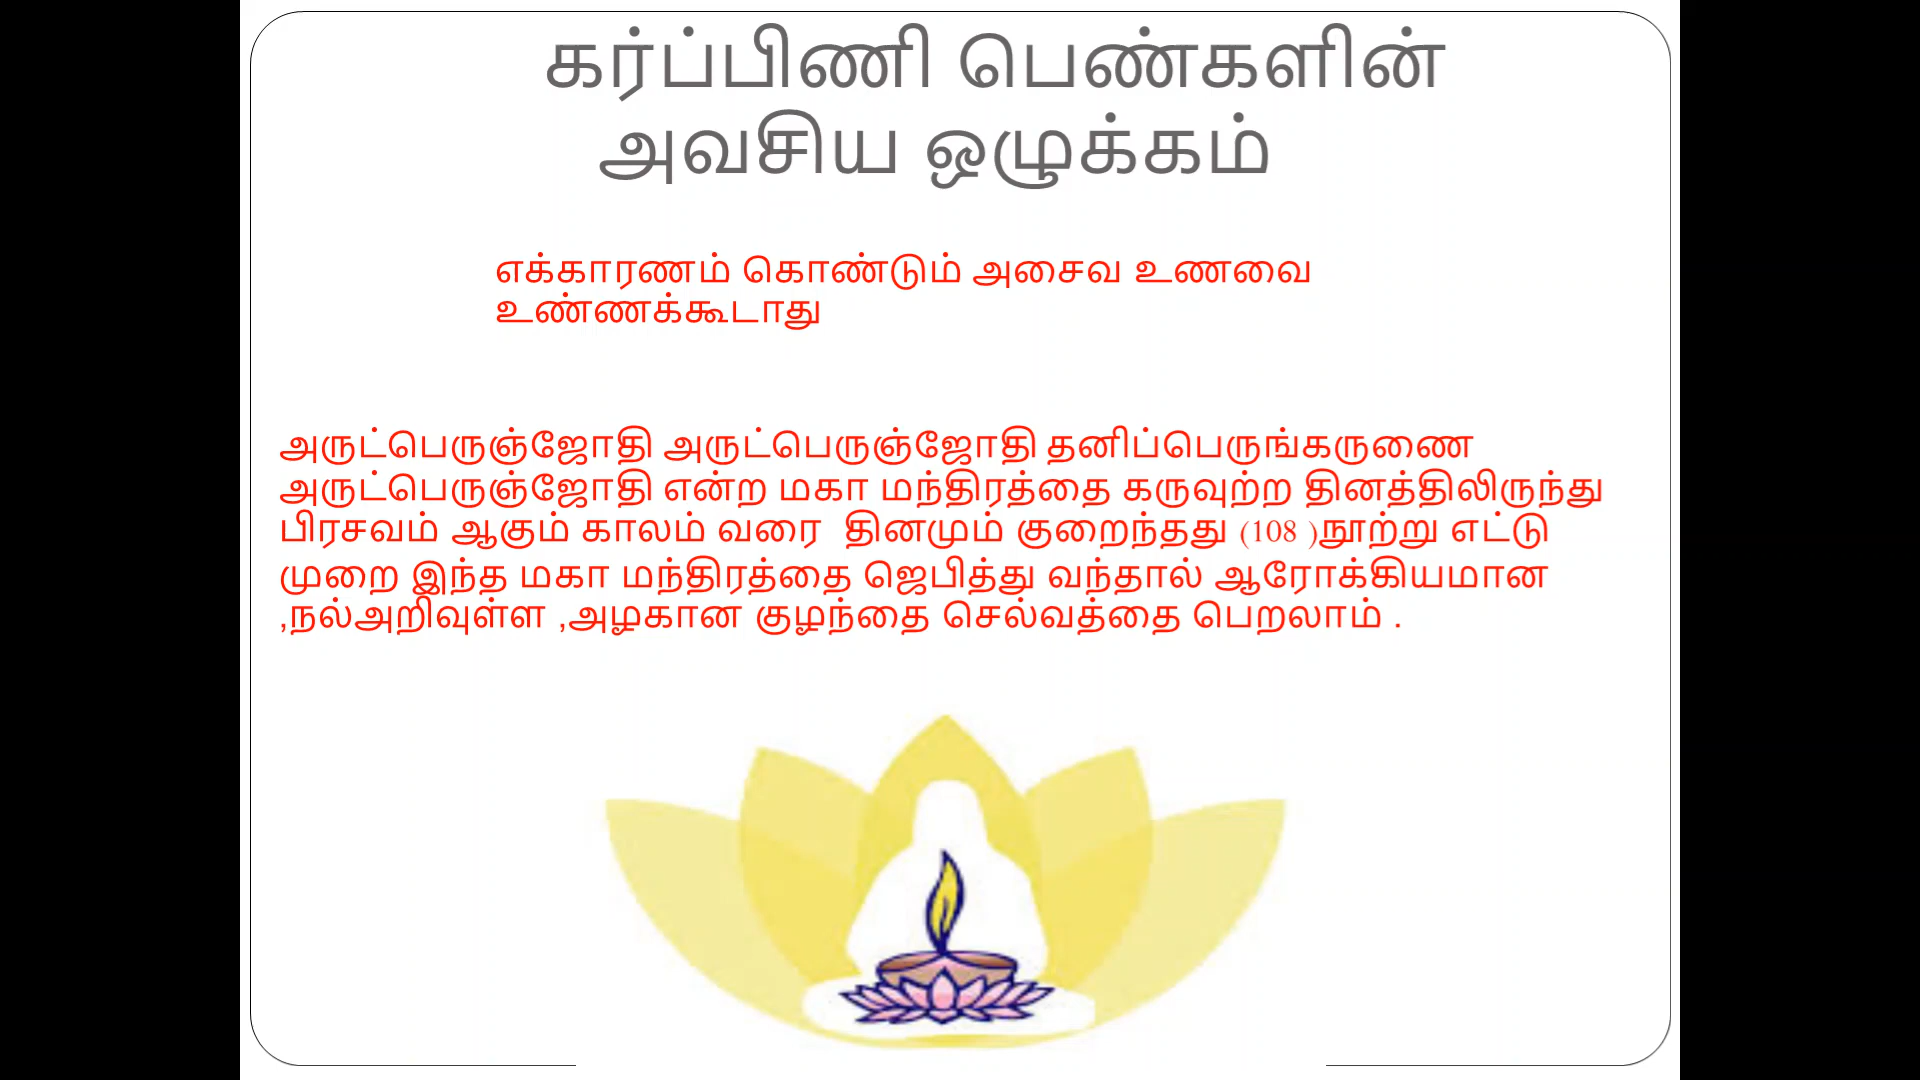 கர்ப்பிணி பெண்களின்
அவசிய ஒழுக்கம்
எக்காரணம் கொண்டும் அசைவ உணவை
உண்ணக்கூடாது
அருட்பெருஞ்ஜோதி அருட்பெருஞ்ஜோதி தனிப்பெருங்கருணை
அருட்பெருஞ்ஜோதி என்ற மகா மந்திரத்தை கருவுற்ற தினத்திலிருந்து
பிரசவம் ஆகும் காலம் வரை தினமும் குறைந்தது (108 )நூற்று எட்டு
முறை இந்த மகா மந்திரத்தை ஜெபித்து வந்தால் ஆரோக்கியமான
,நல்அறிவுள்ள ,அழகான குழந்தை செல்வத்தை பெறலாம் .